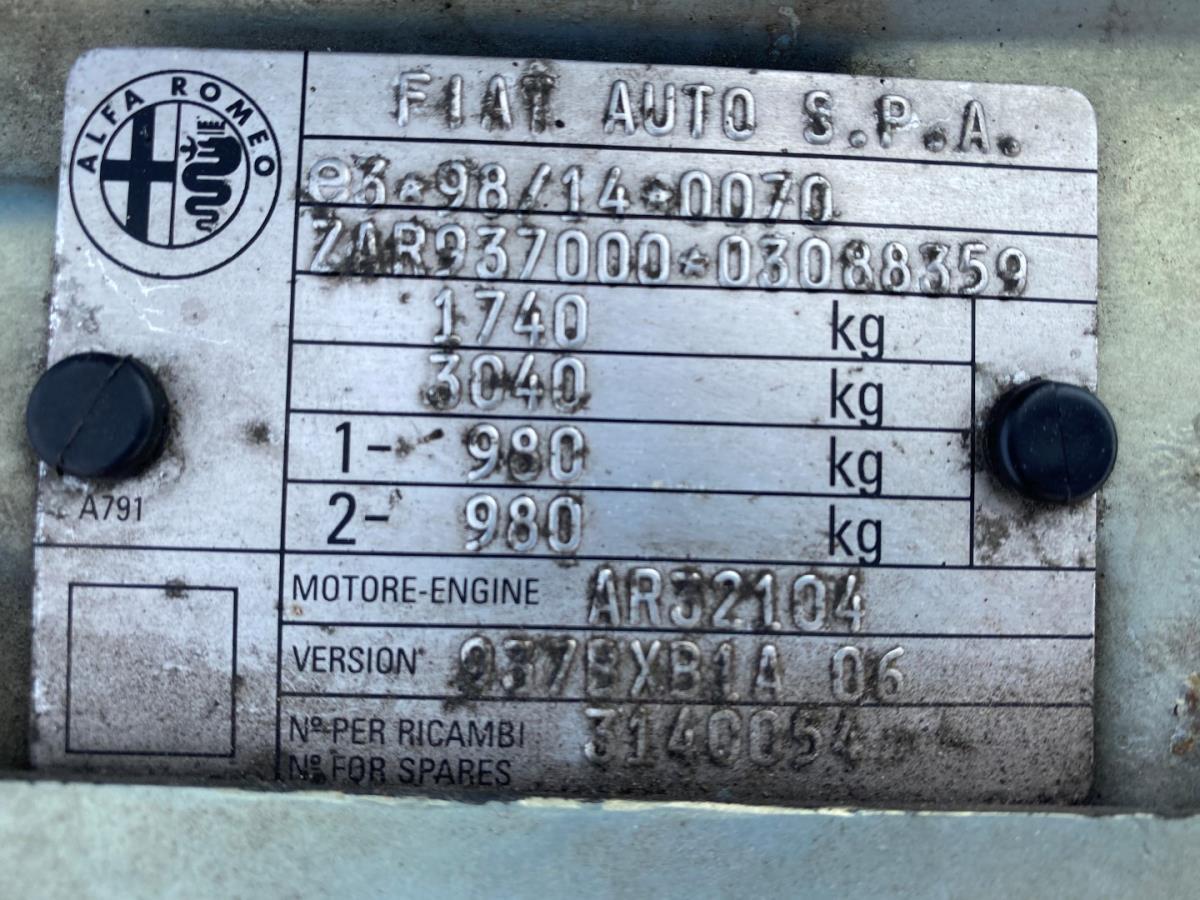 ALFA ROMEO
FIAT AUTO S.P.A.
e3*98/14*0070
ZAR937000*03088359
1740 kg
3040 kg
1- 980 kg
2- 980 kg
A791
MOTORE-ENGINE AR32104
VERSION 937BXB1A 06
Nº PER RICAMBI 3140054
Nº FOR SPARES